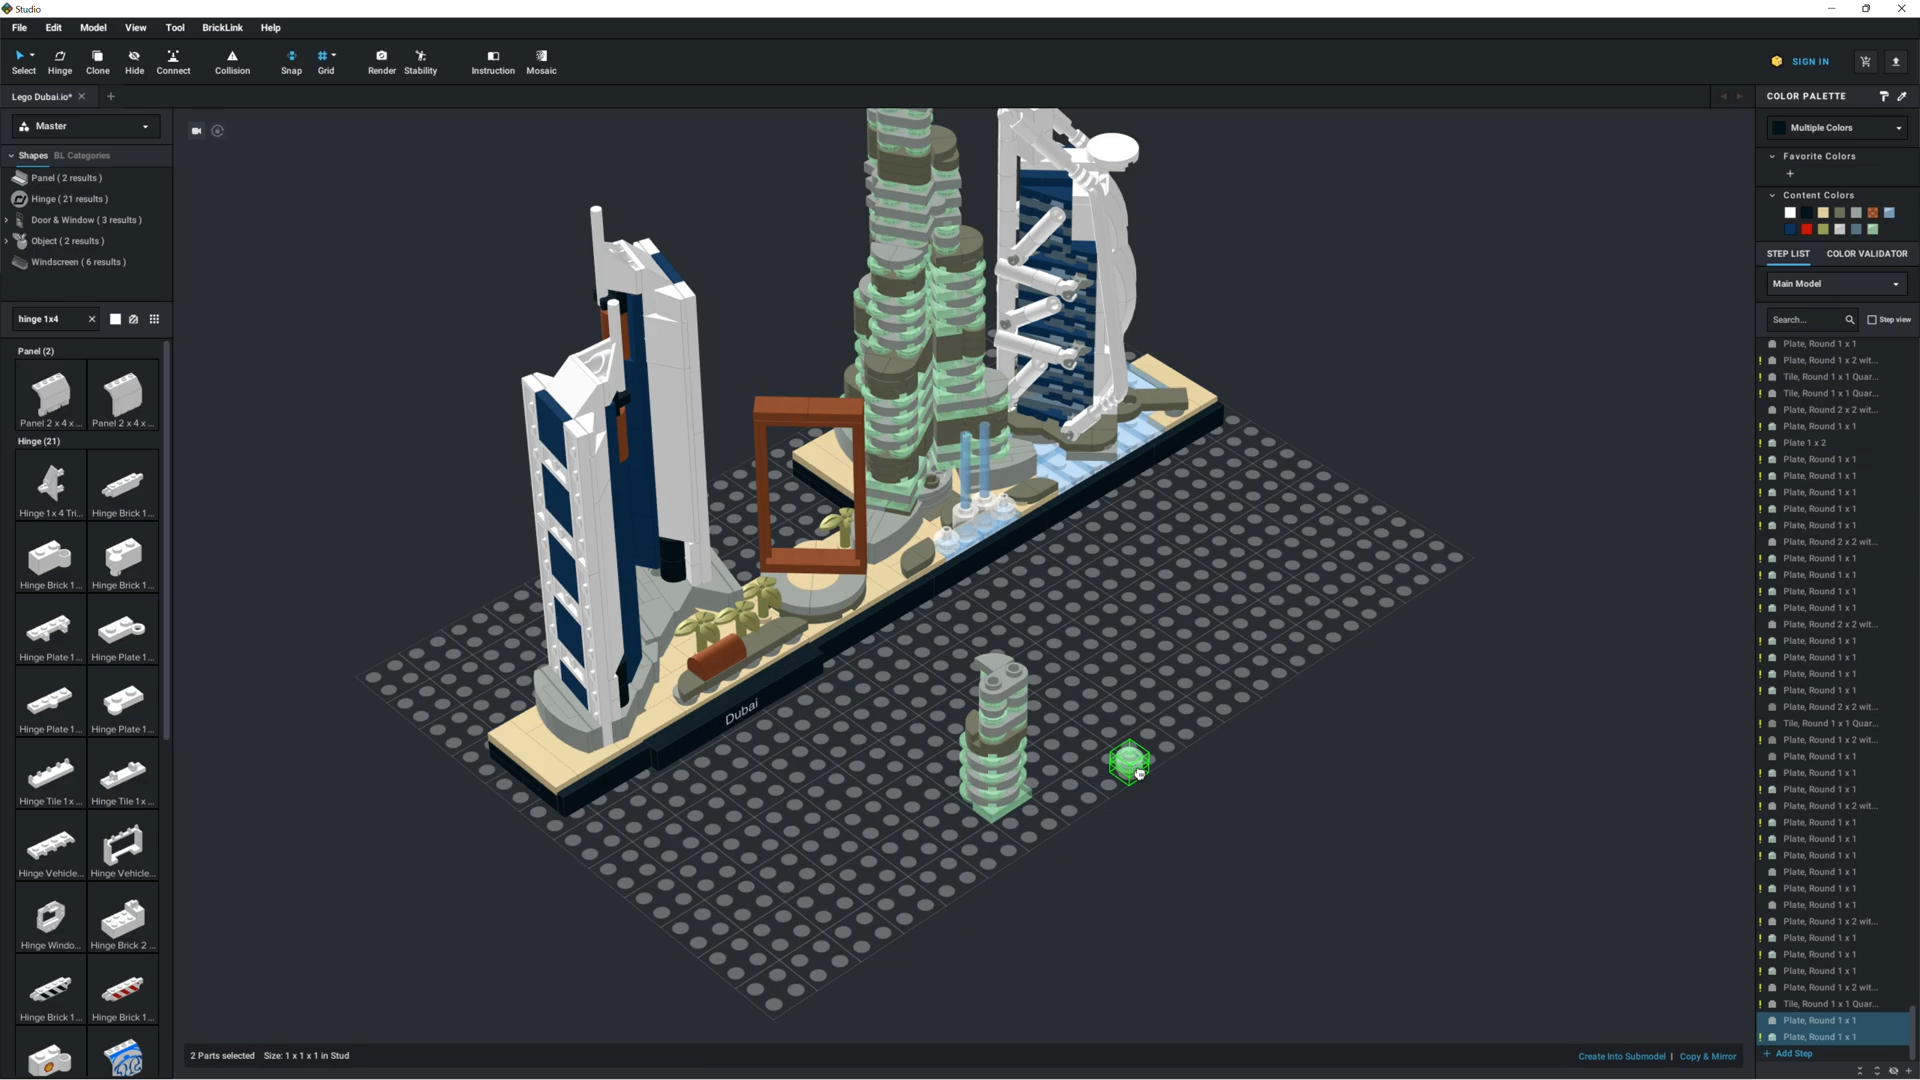 Studio
File Edit Model View Tool BrickLink Help
Select Hinge Clone Hide Connect Collision Snap Grid Render Stability Instruction Mosaic
SIGN IN
Lego Dubai.io*
Master
Shapes BL Categories
Panel ( 2 results )
Hinge ( 21 results )
Door & Window ( 3 results )
Object ( 2 results )
Windscreen ( 6 results )
hinge 1x4
Panel (2)
Panel 2 x 4 x ... Panel 2 x 4 x ...
Hinge (21)
Hinge 1 x 4 Tri... Hinge Brick 1...
Hinge Brick 1... Hinge Brick 1...
Hinge Plate 1... Hinge Plate 1...
Hinge Plate 1... Hinge Plate 1...
Hinge Tile 1 x ... Hinge Tile 1 x ...
Hinge Vehicle... Hinge Vehicle...
Hinge Windo... Hinge Brick 2 ...
Hinge Brick 1... Hinge Brick 1...
Dubai
2 Parts selected Size: 1 x 1 x 1 in Stud
Create Into Submodel | Copy & Mirror
COLOR PALETTE
Multiple Colors
Favorite Colors
+
Content Colors
STEP LIST COLOR VALIDATOR
Main Model
Search... Step view
Plate, Round 1 x 1
! Plate, Round 1 x 2 wit...
! Tile, Round 1 x 1 Quar...
! Tile, Round 1 x 1 Quar...
Plate, Round 2 x 2 wit...
! Plate, Round 1 x 1
! Plate 1 x 2
! Plate, Round 1 x 1
! Plate, Round 1 x 1
! Plate, Round 1 x 1
! Plate, Round 1 x 1
! Plate, Round 1 x 1
Plate, Round 2 x 2 wit...
! Plate, Round 1 x 1
! Plate, Round 1 x 1
! Plate, Round 1 x 1
! Plate, Round 1 x 1
Plate, Round 2 x 2 wit...
! Plate, Round 1 x 1
! Plate, Round 1 x 1
! Plate, Round 1 x 1
! Plate, Round 1 x 1
Plate, Round 2 x 2 wit...
! Tile, Round 1 x 1 Quar...
! Plate, Round 1 x 2 wit...
Plate, Round 1 x 1
! Plate, Round 1 x 1
! Plate, Round 1 x 1
! Plate, Round 1 x 2 wit...
! Plate, Round 1 x 1
! Plate, Round 1 x 1
! Plate, Round 1 x 1
Plate, Round 1 x 1
! Plate, Round 1 x 1
Plate, Round 1 x 1
! Plate, Round 1 x 2 wit...
! Plate, Round 1 x 1
! Plate, Round 1 x 1
! Plate, Round 1 x 1
! Plate, Round 1 x 2 wit...
! Tile, Round 1 x 1 Quar...
Plate, Round 1 x 1
! Plate, Round 1 x 1
+ Add Step